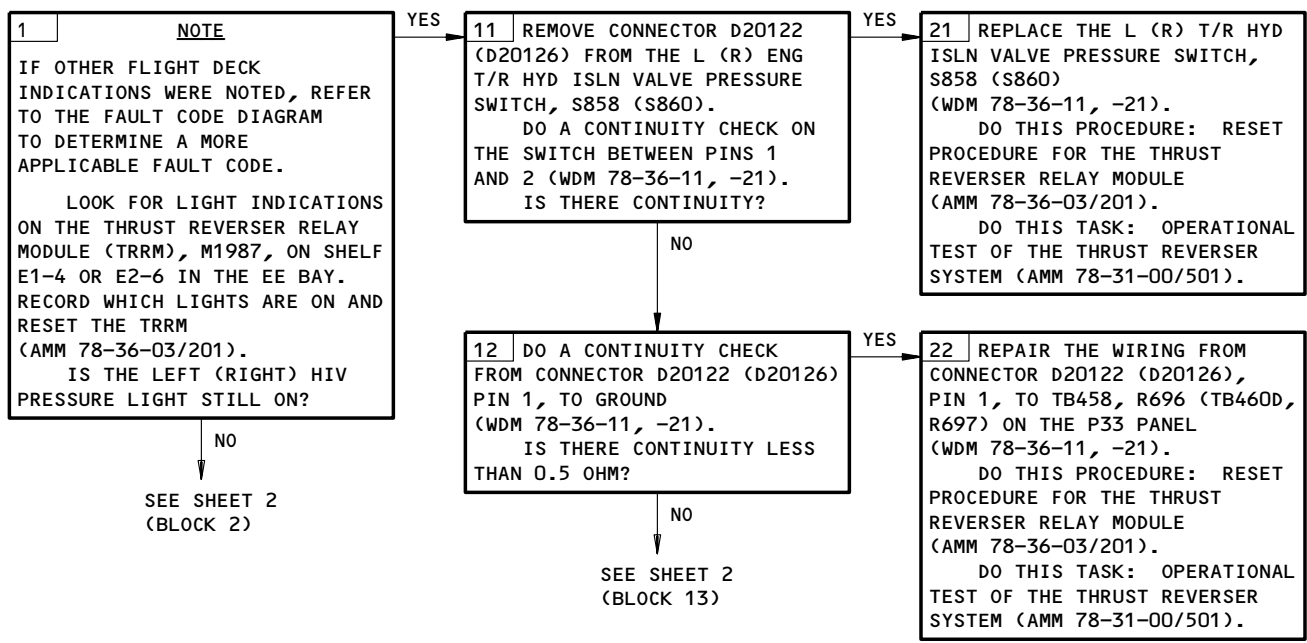 1 NOTE
IF OTHER FLIGHT DECK
INDICATIONS WERE NOTED, REFER
TO THE FAULT CODE DIAGRAM
TO DETERMINE A MORE
APPLICABLE FAULT CODE.
LOOK FOR LIGHT INDICATIONS
ON THE THRUST REVERSER RELAY
MODULE (TRRM), M1987, ON SHELF
E1-4 OR E2-6 IN THE EE BAY.
RECORD WHICH LIGHTS ARE ON AND
RESET THE TRRM
(AMM 78-36-03/201).
IS THE LEFT (RIGHT) HIV
PRESSURE LIGHT STILL ON?
NO
SEE SHEET 2
(BLOCK 2)
YES
11 REMOVE CONNECTOR D20122
(D20126) FROM THE L (R) ENG
T/R HYD ISLN VALVE PRESSURE
SWITCH, S858 (S860).
DO A CONTINUITY CHECK ON
THE SWITCH BETWEEN PINS 1
AND 2 (WDM 78-36-11, -21).
IS THERE CONTINUITY?
NO
12 DO A CONTINUITY CHECK
FROM CONNECTOR D20122 (D20126)
PIN 1, TO GROUND
(WDM 78-36-11, -21).
IS THERE CONTINUITY LESS
THAN 0.5 OHM?
NO
SEE SHEET 2
(BLOCK 13)
YES
21 REPLACE THE L (R) T/R HYD
ISLN VALVE PRESSURE SWITCH,
S858 (S860)
(WDM 78-36-11, -21).
DO THIS PROCEDURE: RESET
PROCEDURE FOR THE THRUST
REVERSER RELAY MODULE
(AMM 78-36-03/201).
DO THIS TASK: OPERATIONAL
TEST OF THE THRUST REVERSER
SYSTEM (AMM 78-31-00/501).
YES
22 REPAIR THE WIRING FROM
CONNECTOR D20122 (D20126),
PIN 1, TO TB458, R696 (TB460D,
R697) ON THE P33 PANEL
(WDM 78-36-11, -21).
DO THIS PROCEDURE: RESET
PROCEDURE FOR THE THRUST
REVERSER RELAY MODULE
(AMM 78-36-03/201).
DO THIS TASK: OPERATIONAL
TEST OF THE THRUST REVERSER
SYSTEM (AMM 78-31-00/501).